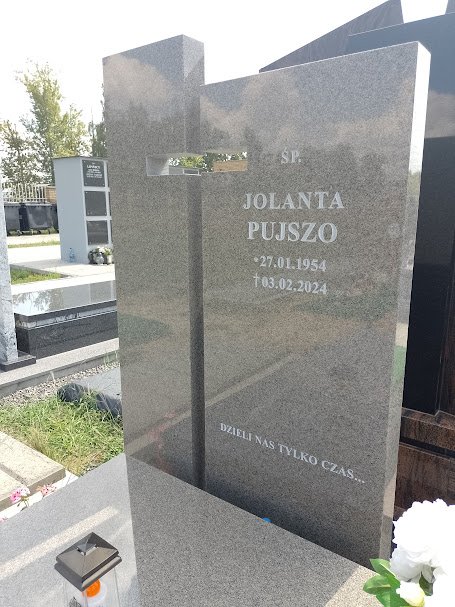 ŚP.
JOLANTA
PUJSZO
* 27.01.1954
† 03.02.2024
DZIELI NAS TYLKO CZAS...